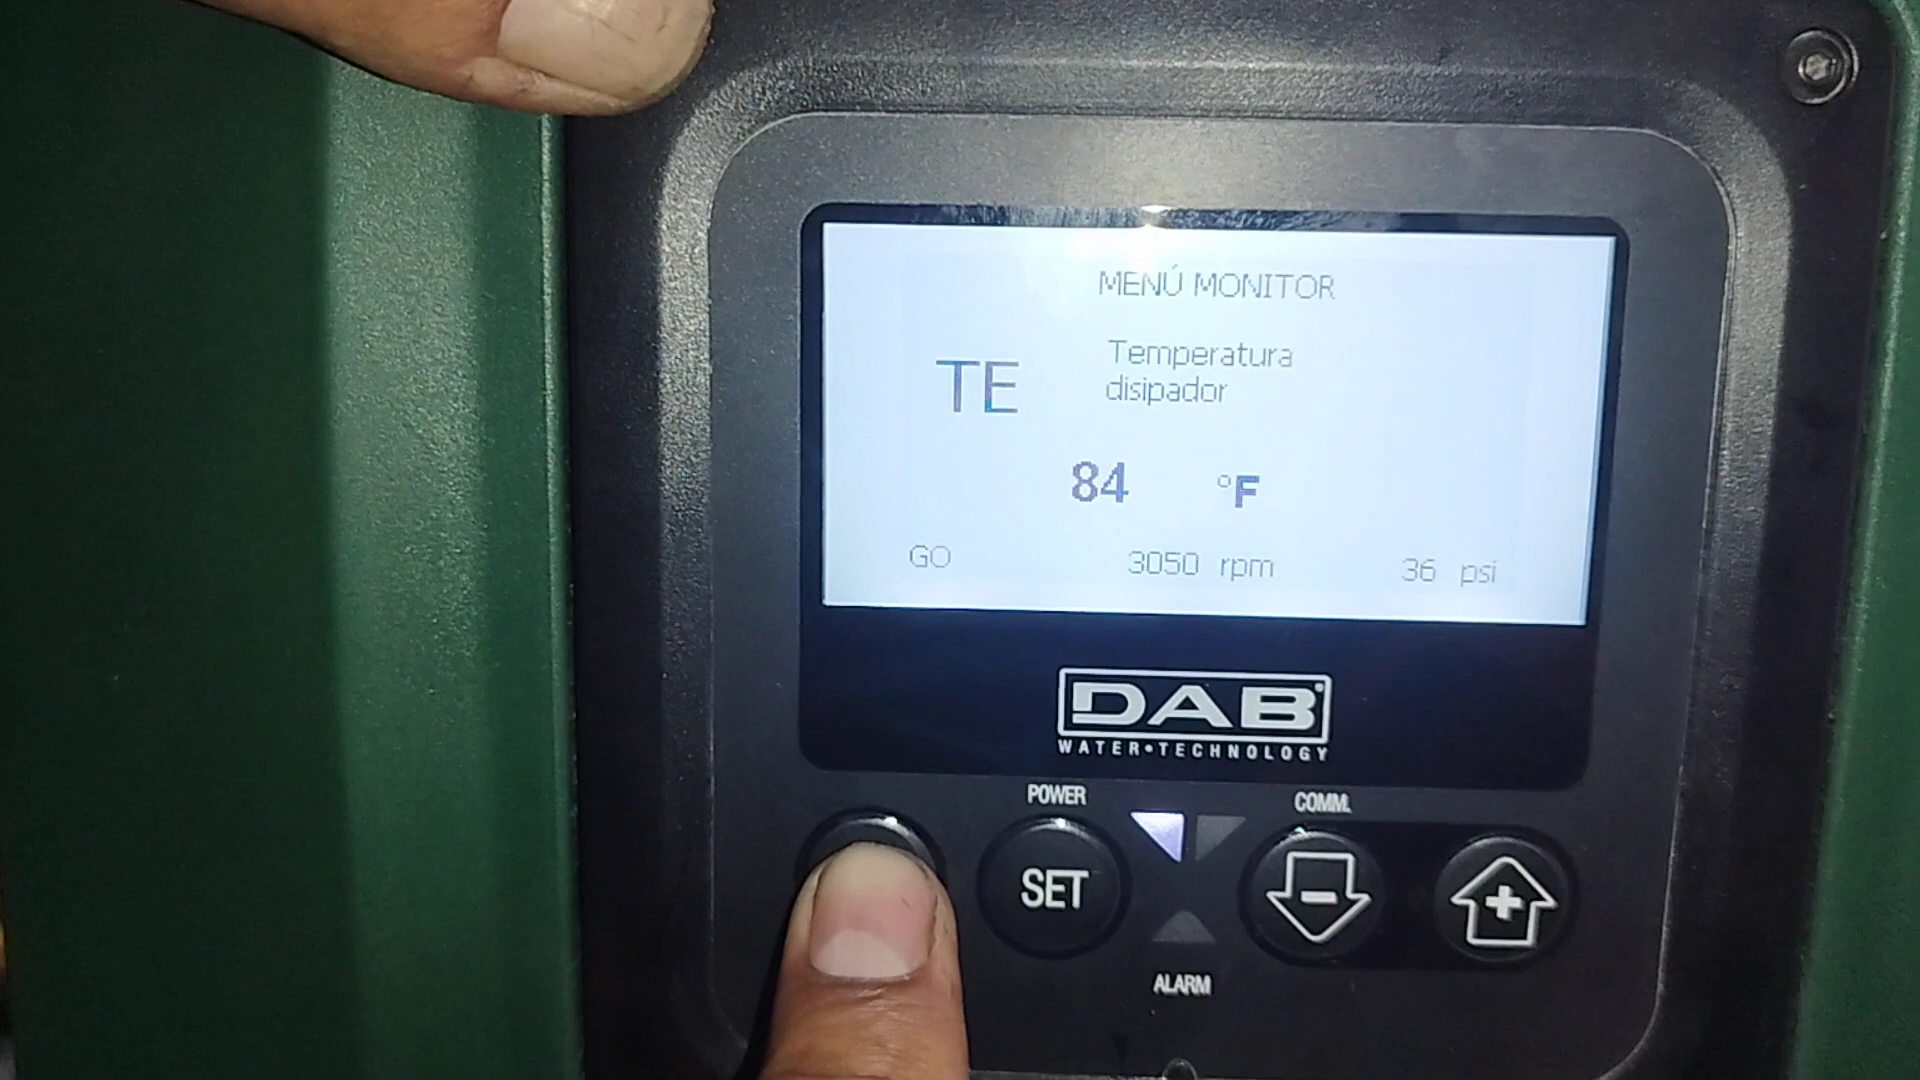 MENÚ MONITOR
TE
Temperatura
disipador
84 °F
GO 3050 rpm 36 psi
DAB
WATER•TECHNOLOGY
POWER
COMM.
SET
-
+
ALARM